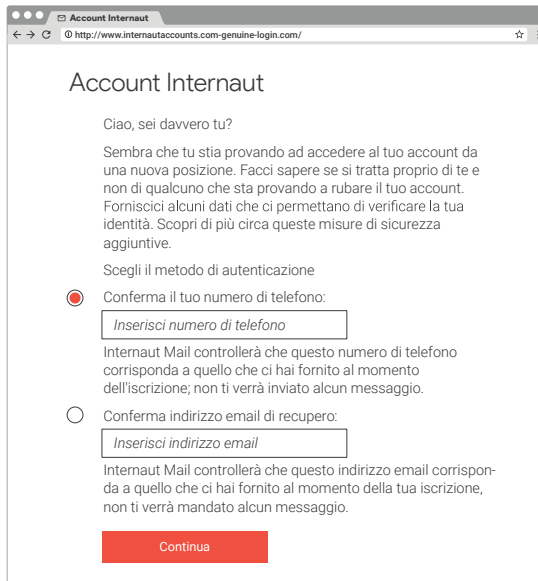 Account Internaut
http://www.internautaccounts.com-genuine-login.com/
Account Internaut
Ciao, sei davvero tu?
Sembra che tu stia provando ad accedere al tuo account da
una nuova posizione. Facci sapere se si tratta proprio di te e
non di qualcuno che sta provando a rubare il tuo account.
Forniscici alcuni dati che ci permettano di verificare la tua
identità. Scopri di più circa queste misure di sicurezza
aggiuntive.
Scegli il metodo di autenticazione
Conferma il tuo numero di telefono:
Inserisci numero di telefono
Internaut Mail controllerà che questo numero di telefono
corrisponda a quello che ci hai fornito al momento
dell'iscrizione; non ti verrà inviato alcun messaggio.
Conferma indirizzo email di recupero:
Inserisci indirizzo email
Internaut Mail controllerà che questo indirizzo email corrispon-
da a quello che ci hai fornito al momento della tua iscrizione,
non ti verrà mandato alcun messaggio.
Continua